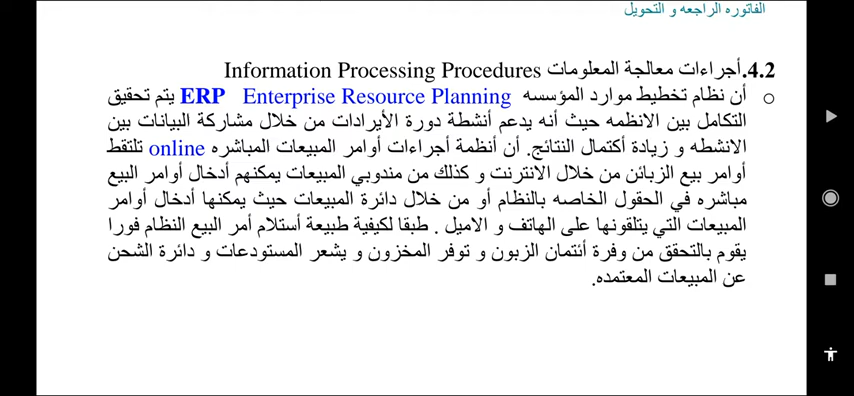 الفاتوره الراجعه و التحويل
4.2.أجراءات معالجة المعلومات Information Processing Procedures
o أن نظام تخطيط موارد المؤسسه ERP Enterprise Resource Planning يتم تحقيق
التكامل بين الانظمه حيث أنه يدعم أنشطة دورة الأيرادات من خلال مشاركة البيانات بين
الانشطه و زيادة أكتمال النتائج. أن أنظمة أجراءات أوامر المبيعات المباشره online تلتقط
أوامر بيع الزبائن من خلال الانترنت و كذلك من مندوبي المبيعات يمكنهم أدخال أوامر البيع
مباشره في الحقول الخاصه بالنظام أو من خلال دائرة المبيعات حيث يمكنها أدخال أوامر
المبيعات التي يتلقونها على الهاتف و الاميل . طبقا لكيفية طبيعة أستلام أمر البيع النظام فورا
يقوم بالتحقق من وفرة أئتمان الزبون و توفر المخزون و يشعر المستودعات و دائرة الشحن
عن المبيعات المعتمده.